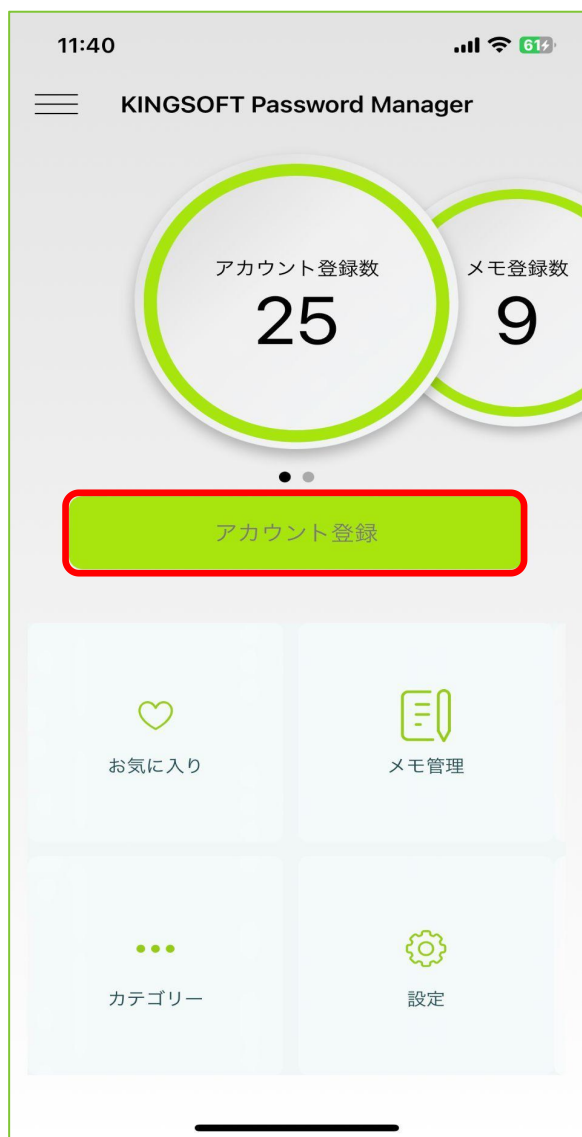 11:40
61
KINGSOFT Password Manager
アカウント登録数
25
メモ登録数
9
アカウント登録
お気に入り
メモ管理
カテゴリー
設定